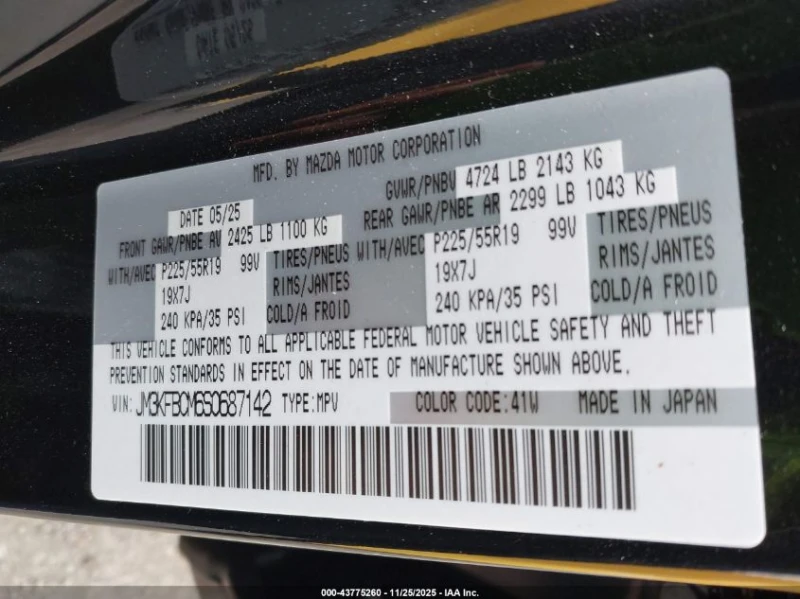 MFD. BY MAZDA MOTOR CORPORATION
DATE 05/25 GVWR/PNBV 4724 LB 2143 KG
FRONT GAWR/PNBE AV 2425 LB 1100 KG REAR GAWR/PNBE AR 2299 LB 1043 KG
WITH/AVEC P225/55R19 99V TIRES/PNEUS WITH/AVEC P225/55R19 99V TIRES/PNEUS
19X7J RIMS/JANTES 19X7J RIMS/JANTES
240 KPA/35 PSI COLD/A FROID 240 KPA/35 PSI COLD/A FROID
THIS VEHICLE CONFORMS TO ALL APPLICABLE FEDERAL MOTOR VEHICLE SAFETY AND THEFT
PREVENTION STANDARDS IN EFFECT ON THE DATE OF MANUFACTURE SHOWN ABOVE.
VIN: JM3KFBCM6S0687142 TYPE:MPV COLOR CODE:41W MADE IN JAPAN
000-43775260 - 11/25/2025 - IAA Inc.